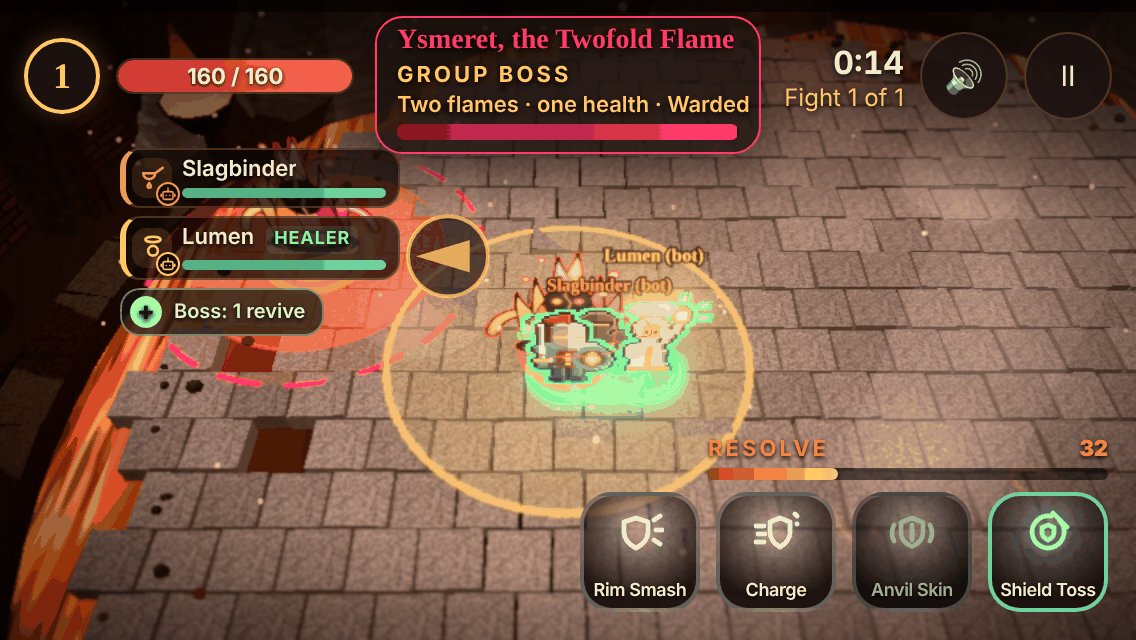 1
160 / 160
Ysmeret, the Twofold Flame
GROUP BOSS
Two flames · one health · Warded
0:14
Fight 1 of 1
Slagbinder
Lumen HEALER
Boss: 1 revive
Lumen (bot)
Slagbinder (bot)
RESOLVE 32
Rim Smash
Charge
Anvil Skin
Shield Toss